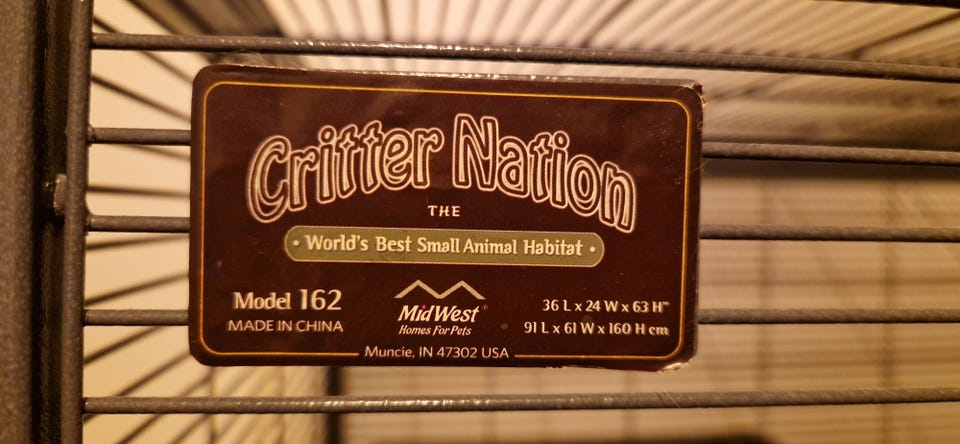 Critter Nation
THE
· World's Best Small Animal Habitat ·
Model 162
MADE IN CHINA
MidWest®
Homes For Pets
36 L x 24 W x 63 H"
91 L x 61 W x 160 H cm
Muncie, IN 47302 USA